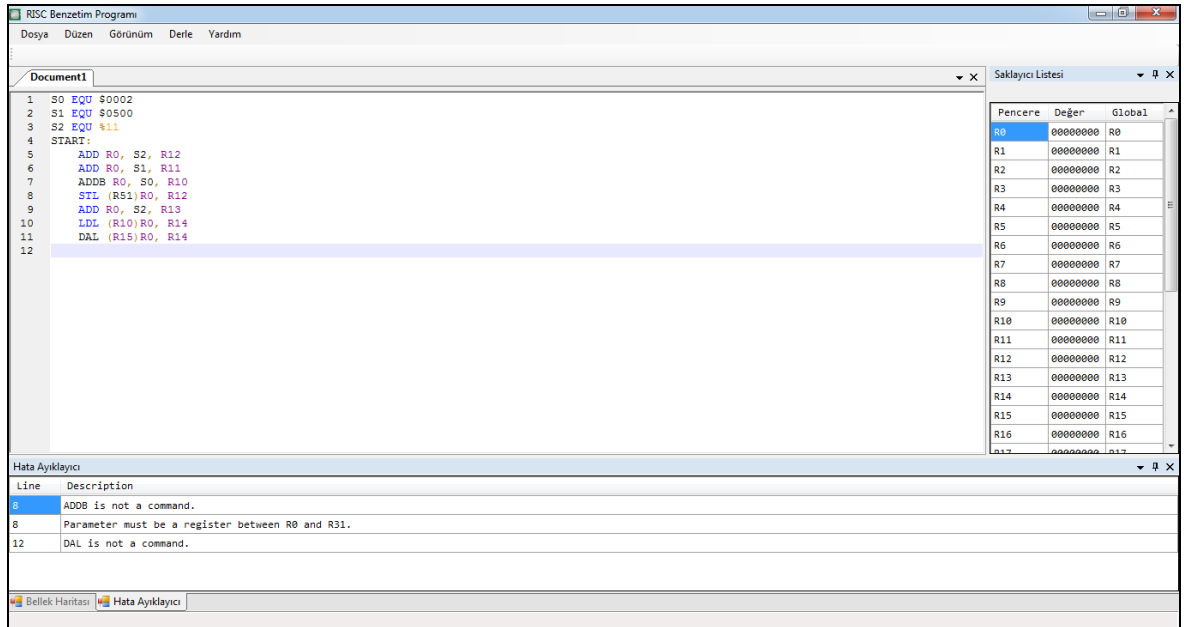 RISC Benzetim Programı
Dosya Düzen Görünüm Derle Yardım
Document1
1 S0 EQU $0002
2 S1 EQU $0500
3 S2 EQU %11
4 START:
5 ADD R0, S2, R12
6 ADD R0, S1, R11
7 ADDB R0, S0, R10
8 STL (R51)R0, R12
9 ADD R0, S2, R13
10 LDL (R10)R0, R14
11 DAL (R15)R0, R14
12
Saklayıcı Listesi
Pencere Değer Global
R0 00000000 R0
R1 00000000 R1
R2 00000000 R2
R3 00000000 R3
R4 00000000 R4
R5 00000000 R5
R6 00000000 R6
R7 00000000 R7
R8 00000000 R8
R9 00000000 R9
R10 00000000 R10
R11 00000000 R11
R12 00000000 R12
R13 00000000 R13
R14 00000000 R14
R15 00000000 R15
R16 00000000 R16
R17 00000000 R17
Hata Ayıklayıcı
Line Description
8 ADDB is not a command.
8 Parameter must be a register between R0 and R31.
12 DAL is not a command.
Bellek Haritası Hata Ayıklayıcı